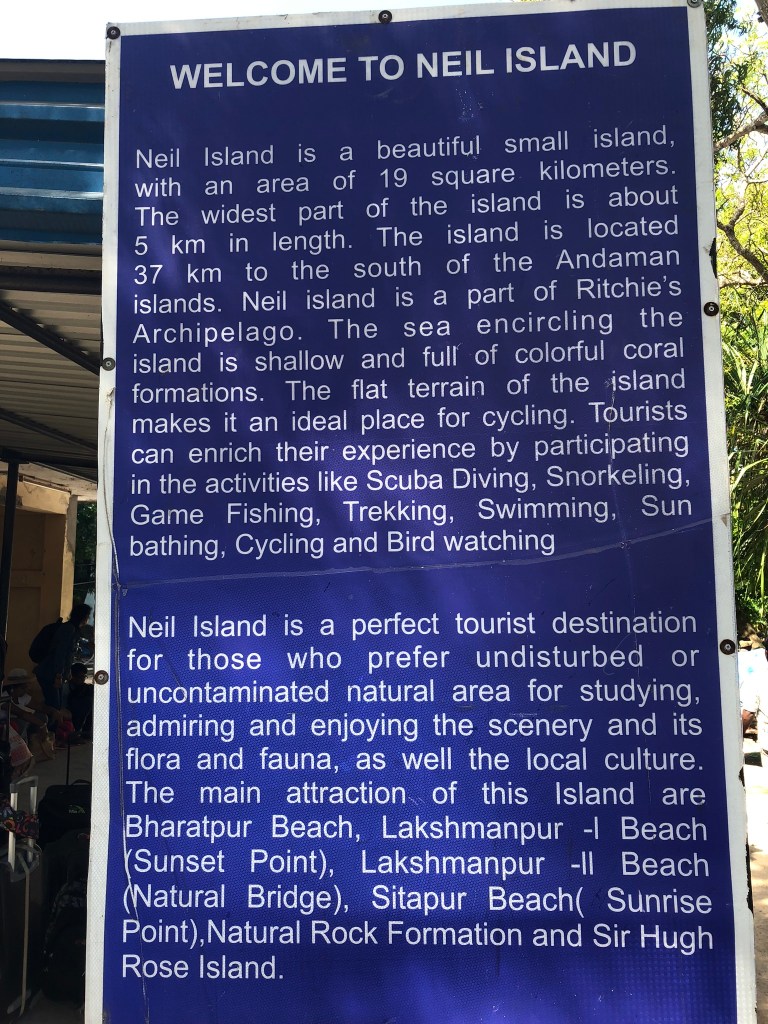 WELCOME TO NEIL ISLAND
Neil Island is a beautiful small island,
with an area of 19 square kilometers.
The widest part of the island is about
5 km in length. The island is located
37 km to the south of the Andaman
islands. Neil island is a part of Ritchie's
Archipelago. The sea encircling the
island is shallow and full of colorful coral
formations. The flat terrain of the island
makes it an ideal place for cycling. Tourists
can enrich their experience by participating
in the activities like Scuba Diving, Snorkeling,
Game Fishing, Trekking, Swimming, Sun
bathing, Cycling and Bird watching
Neil Island is a perfect tourist destination
for those who prefer undisturbed or
uncontaminated natural area for studying,
admiring and enjoying the scenery and its
flora and fauna, as well the local culture.
The main attraction of this Island are
Bharatpur Beach, Lakshmanpur -I Beach
(Sunset Point), Lakshmanpur -II Beach
(Natural Bridge), Sitapur Beach( Sunrise
Point),Natural Rock Formation and Sir Hugh
Rose Island.